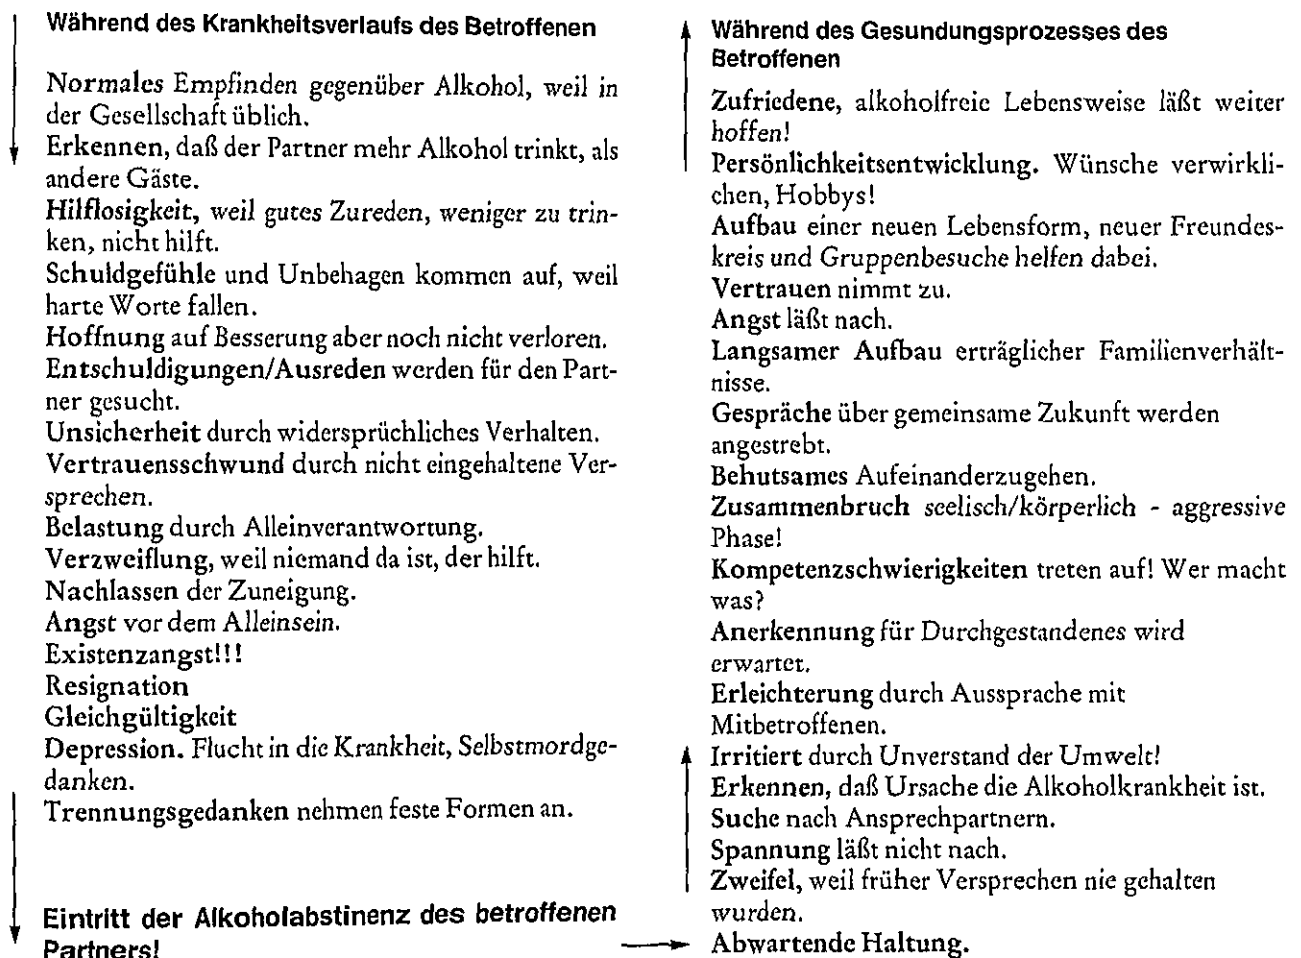 Während des Krankheitsverlaufs des Betroffenen
Normales Empfinden gegenüber Alkohol, weil in
der Gesellschaft üblich.
Erkennen, daß der Partner mehr Alkohol trinkt, als
andere Gäste.
Hilflosigkeit, weil gutes Zureden, weniger zu trin-
ken, nicht hilft.
Schuldgefühle und Unbehagen kommen auf, weil
harte Worte fallen.
Hoffnung auf Besserung aber noch nicht verloren.
Entschuldigungen/Ausreden werden für den Part-
ner gesucht.
Unsicherheit durch widersprüchliches Verhalten.
Vertrauensschwund durch nicht eingehaltene Ver-
sprechen.
Belastung durch Alleinverantwortung.
Verzweiflung, weil niemand da ist, der hilft.
Nachlassen der Zuneigung.
Angst vor dem Alleinsein.
Existenzangst!!!
Resignation
Gleichgültigkeit
Depression. Flucht in die Krankheit, Selbstmordge-
danken.
Trennungsgedanken nehmen feste Formen an.
Eintritt der Alkoholabstinenz des betroffenen
Partners!
Während des Gesundungsprozesses des
Betroffenen
Zufriedene, alkoholfreie Lebensweise läßt weiter
hoffen!
Persönlichkeitsentwicklung. Wünsche verwirkli-
chen, Hobbys!
Aufbau einer neuen Lebensform, neuer Freundes-
kreis und Gruppenbesuche helfen dabei.
Vertrauen nimmt zu.
Angst läßt nach.
Langsamer Aufbau erträglicher Familienverhält-
nisse.
Gespräche über gemeinsame Zukunft werden
angestrebt.
Behutsames Aufeinanderzugehen.
Zusammenbruch seelisch/körperlich - aggressive
Phase!
Kompetenzschwierigkeiten treten auf! Wer macht
was?
Anerkennung für Durchgestandenes wird
erwartet.
Erleichterung durch Aussprache mit
Mitbetroffenen.
Irritiert durch Unverstand der Umwelt!
Erkennen, daß Ursache die Alkoholkrankheit ist.
Suche nach Ansprechpartnern.
Spannung läßt nicht nach.
Zweifel, weil früher Versprechen nie gehalten
wurden.
Abwartende Haltung.